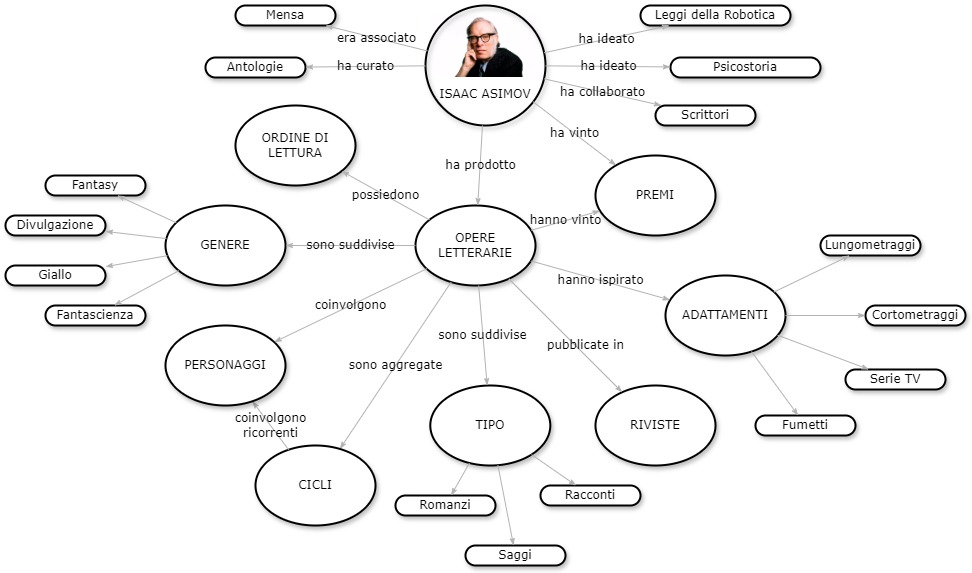 Mensa
Leggi della Robotica
era associato
ha ideato
Antologie
ha curato
ha ideato
Psicostoria
ISAAC ASIMOV
ha collaborato
Scrittori
ORDINE DI
LETTURA
ha vinto
ha prodotto
Fantasy
possiedono
PREMI
Divulgazione
hanno vinto
GENERE
sono suddivise
OPERE
LETTERARIE
Lungometraggi
Giallo
hanno ispirato
Fantascienza
coinvolgono
ADATTAMENTI
Cortometraggi
sono suddivise
pubblicate in
PERSONAGGI
sono aggregate
Serie TV
coinvolgono
ricorrenti
TIPO
RIVISTE
Fumetti
CICLI
Romanzi
Racconti
Saggi